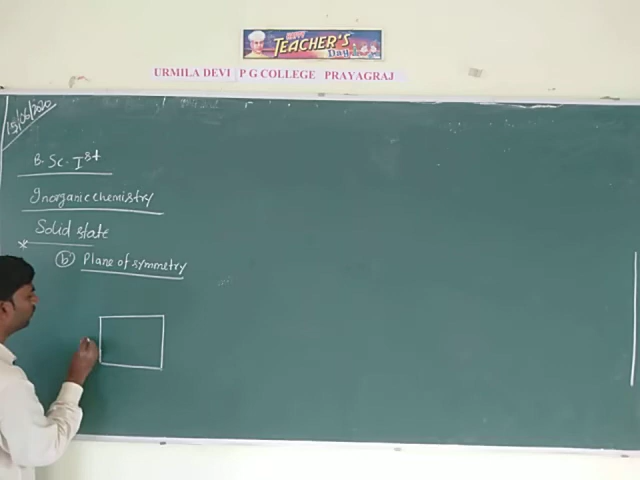 HAPPY
TEACHER'S
Day
URMILA DEVI P G COLLEGE PRAYAGRAJ
B. Sc. Ist
Inorganic chemistry
Solid state
* (b) Plane of symmetry